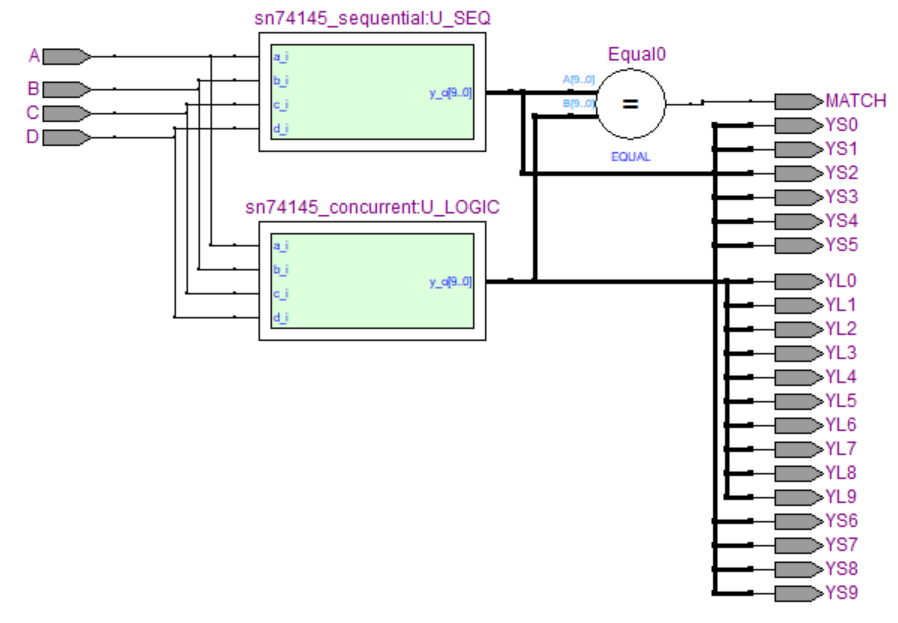 sn74145_sequential:U_SEQ
A
B
C
D
a_i
b_i
c_i
d_i
y_o[9..0]
Equal0
A[9..0]
B[9..0]
=
EQUAL
sn74145_concurrent:U_LOGIC
a_i
b_i
c_i
d_i
y_o[9..0]
MATCH
YS0
YS1
YS2
YS3
YS4
YS5
YL0
YL1
YL2
YL3
YL4
YL5
YL6
YL7
YL8
YL9
YS6
YS7
YS8
YS9